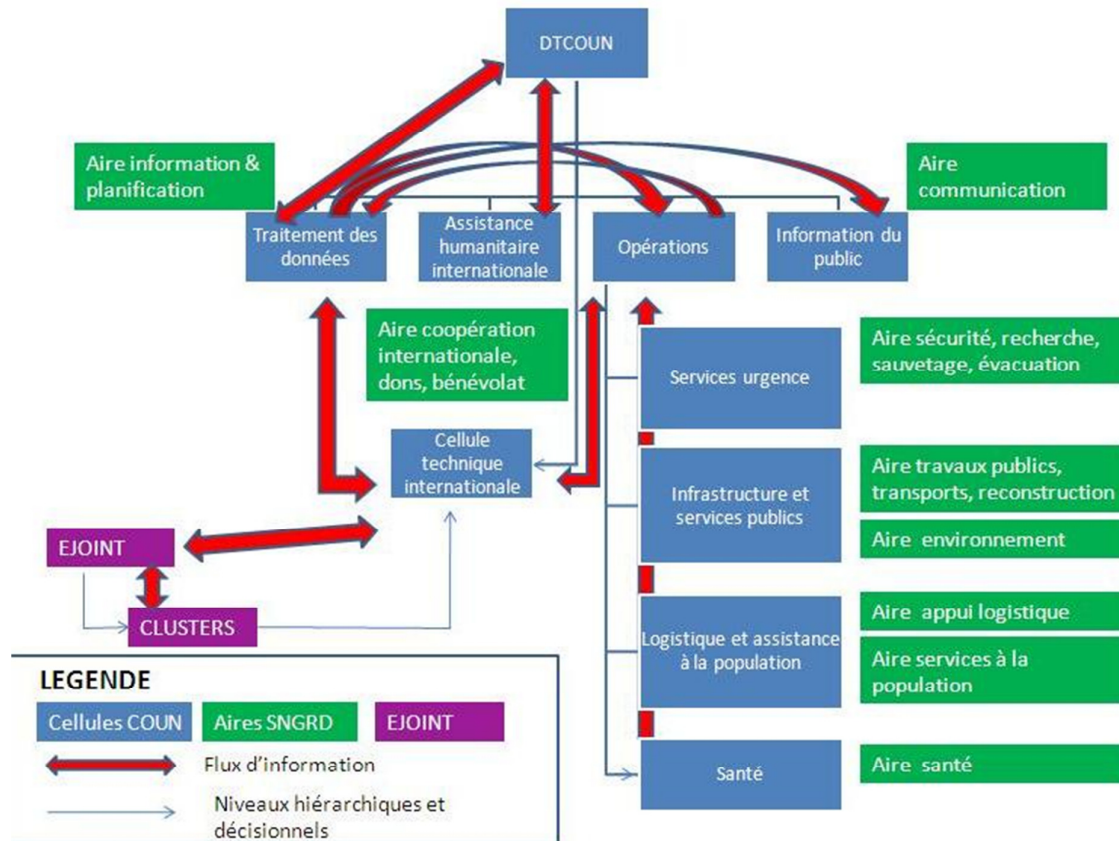 DTCOUN
Aire information &
planification
Aire
communication
Traitement des
données
Assistance
humanitaire
internationale
Opérations
Information du
public
Aire coopération
internationale,
dons, bénévolat
Services urgence
Aire sécurité, recherche,
sauvetage, évacuation
Cellule
technique
internationale
Infrastructure et
services publics
Aire travaux publics,
transports, reconstruction
Aire environnement
EJOINT
CLUSTERS
Logistique et assistance
à la population
Aire appui logistique
Aire services à la
population
Santé
Aire santé
LEGENDE
Cellules COUN
Aires SNGRD
EJOINT
Flux d'information
Niveaux hiérarchiques et
décisionnels